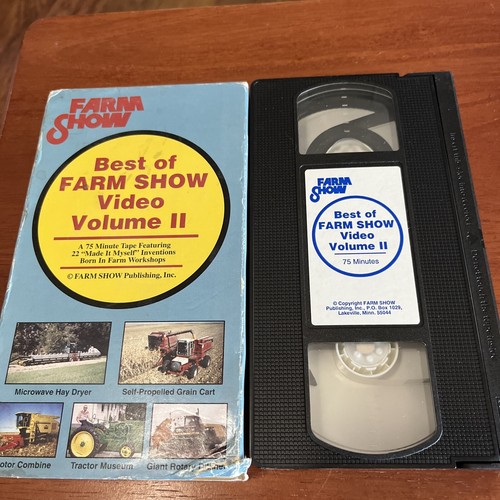 FARM
SHOW
Best of
FARM SHOW
Video
Volume II
A 75 Minute Tape Featuring
22 "Made It Myself" Inventions
Born In Farm Workshops
© FARM SHOW Publishing, Inc.
Microwave Hay Dryer
Self-Propelled Grain Cart
otor Combine
Tractor Museum
Giant Rotary
FARM
SHOW
Best of
FARM SHOW
Video
Volume II
75 Minutes
© Copyright FARM SHOW
Publishing, Inc., P.O. Box 1029,
Lakeville, Minn. 55044